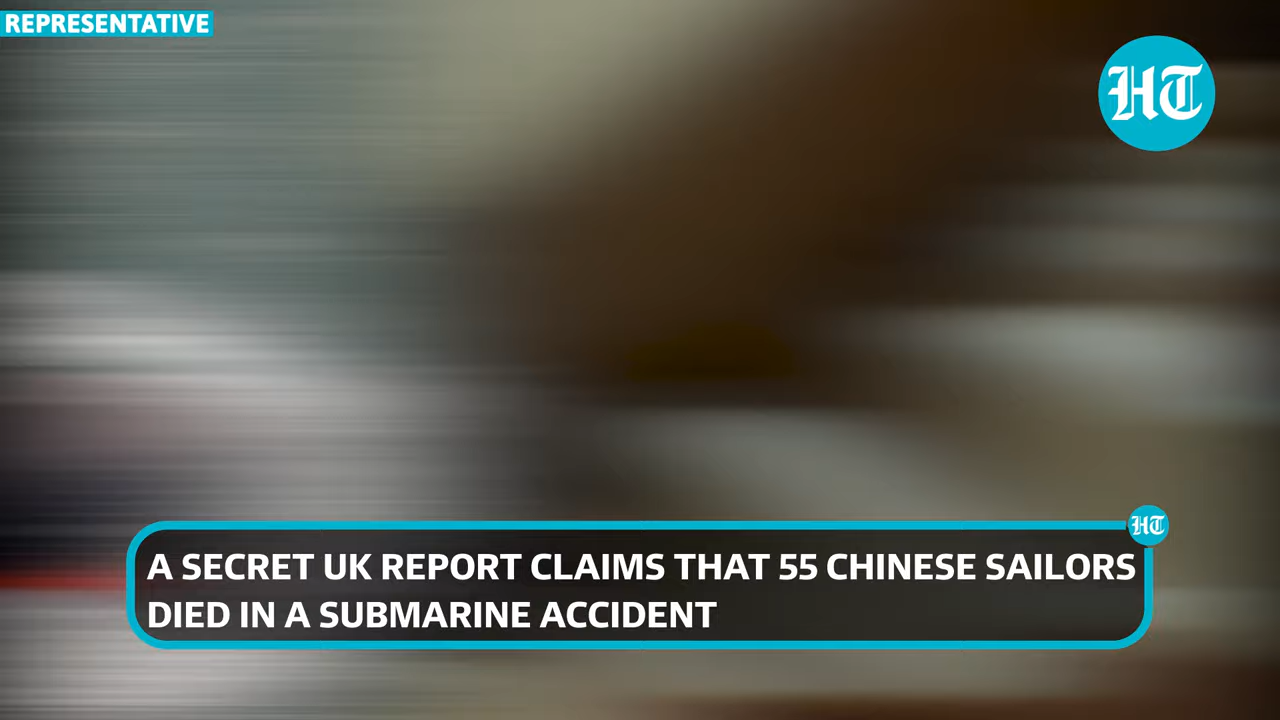 REPRESENTATIVE
HT
HT
A SECRET UK REPORT CLAIMS THAT 55 CHINESE SAILORS
DIED IN A SUBMARINE ACCIDENT